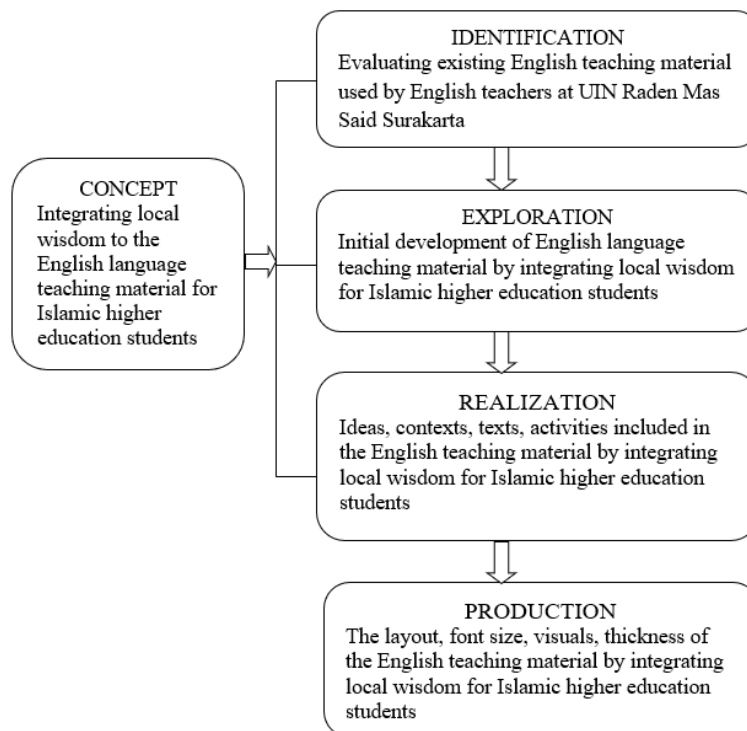 IDENTIFICATION
Evaluating existing English teaching material
used by English teachers at UIN Raden Mas
Said Surakarta
CONCEPT
Integrating local
wisdom to the
English language
teaching material for
Islamic higher
education students
EXPLORATION
Initial development of English language
teaching material by integrating local wisdom
for Islamic higher education students
REALIZATION
Ideas, contexts, texts, activities included in
the English teaching material by integrating
local wisdom for Islamic higher education
students
PRODUCTION
The layout, font size, visuals, thickness of
the English teaching material by integrating
local wisdom for Islamic higher education
students